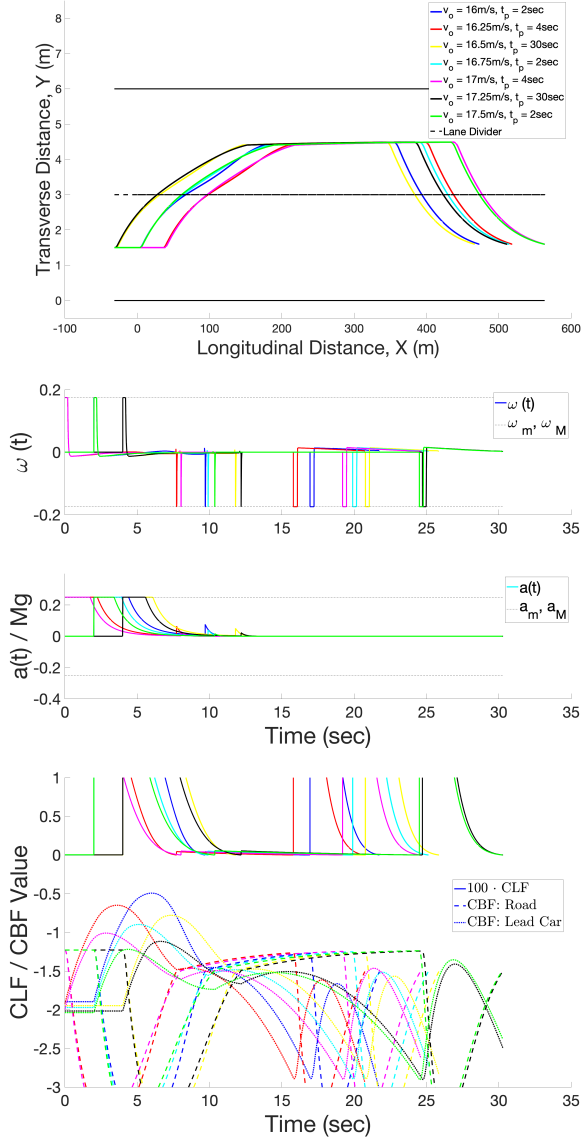 8
7
6
5
4
3
2
1
0
Transverse Distance, Y (m)
v_o = 16m/s, t_p = 2sec
v_o = 16.25m/s, t_p = 4sec
v_o = 16.5m/s, t_p = 30sec
v_o = 16.75m/s, t_p = 2sec
v_o = 17m/s, t_p = 4sec
v_o = 17.25m/s, t_p = 30sec
v_o = 17.5m/s, t_p = 2sec
Lane Divider
-100 0 100 200 300 400 500 600
Longitudinal Distance, X (m)
0.2
0
-0.2
ω (t)
ω (t)
ω_m, ω_M
0 5 10 15 20 25 30 35
0.4
0.2
0
-0.2
-0.4
a(t) / Mg
a(t)
a_m, a_M
0 5 10 15 20 25 30 35
Time (sec)
1
0.5
0
-0.5
-1
-1.5
-2
-2.5
-3
CLF / CBF Value
100 · CLF
CBF: Road
CBF: Lead Car
0 5 10 15 20 25 30 35
Time (sec)